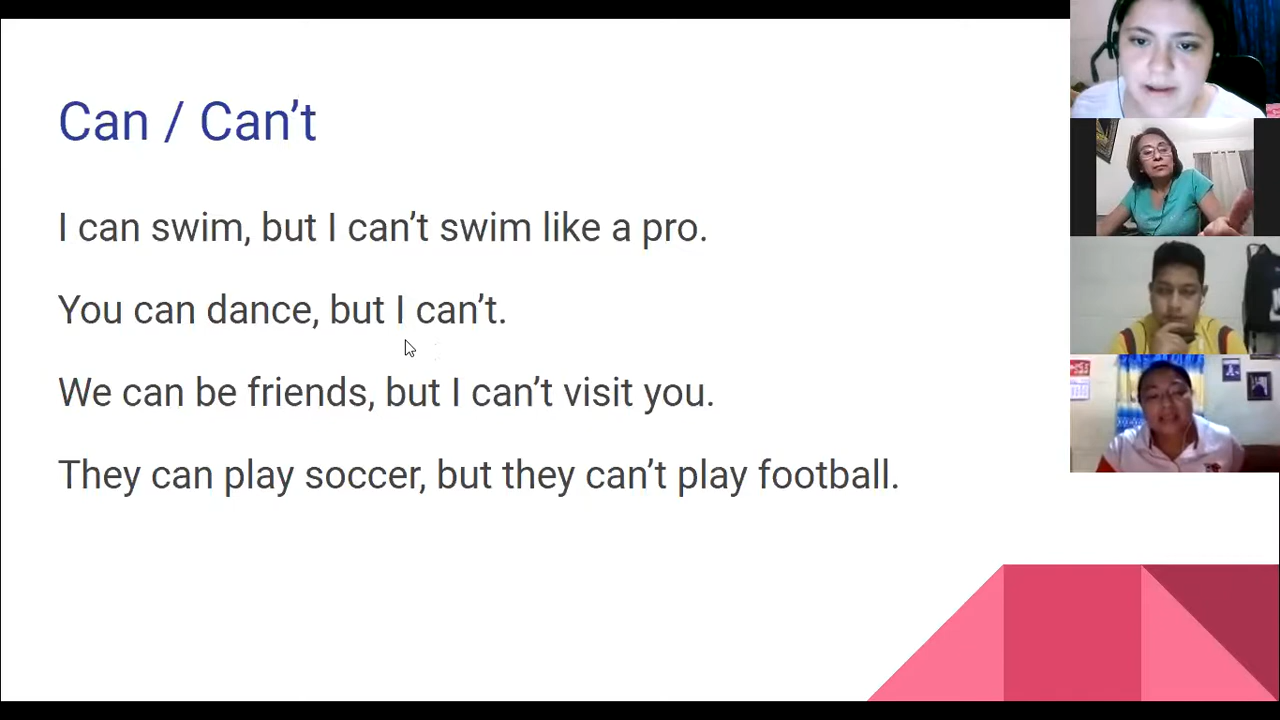 Can / Can’t
I can swim, but I can’t swim like a pro.
You can dance, but I can’t.
We can be friends, but I can’t visit you.
They can play soccer, but they can’t play football.